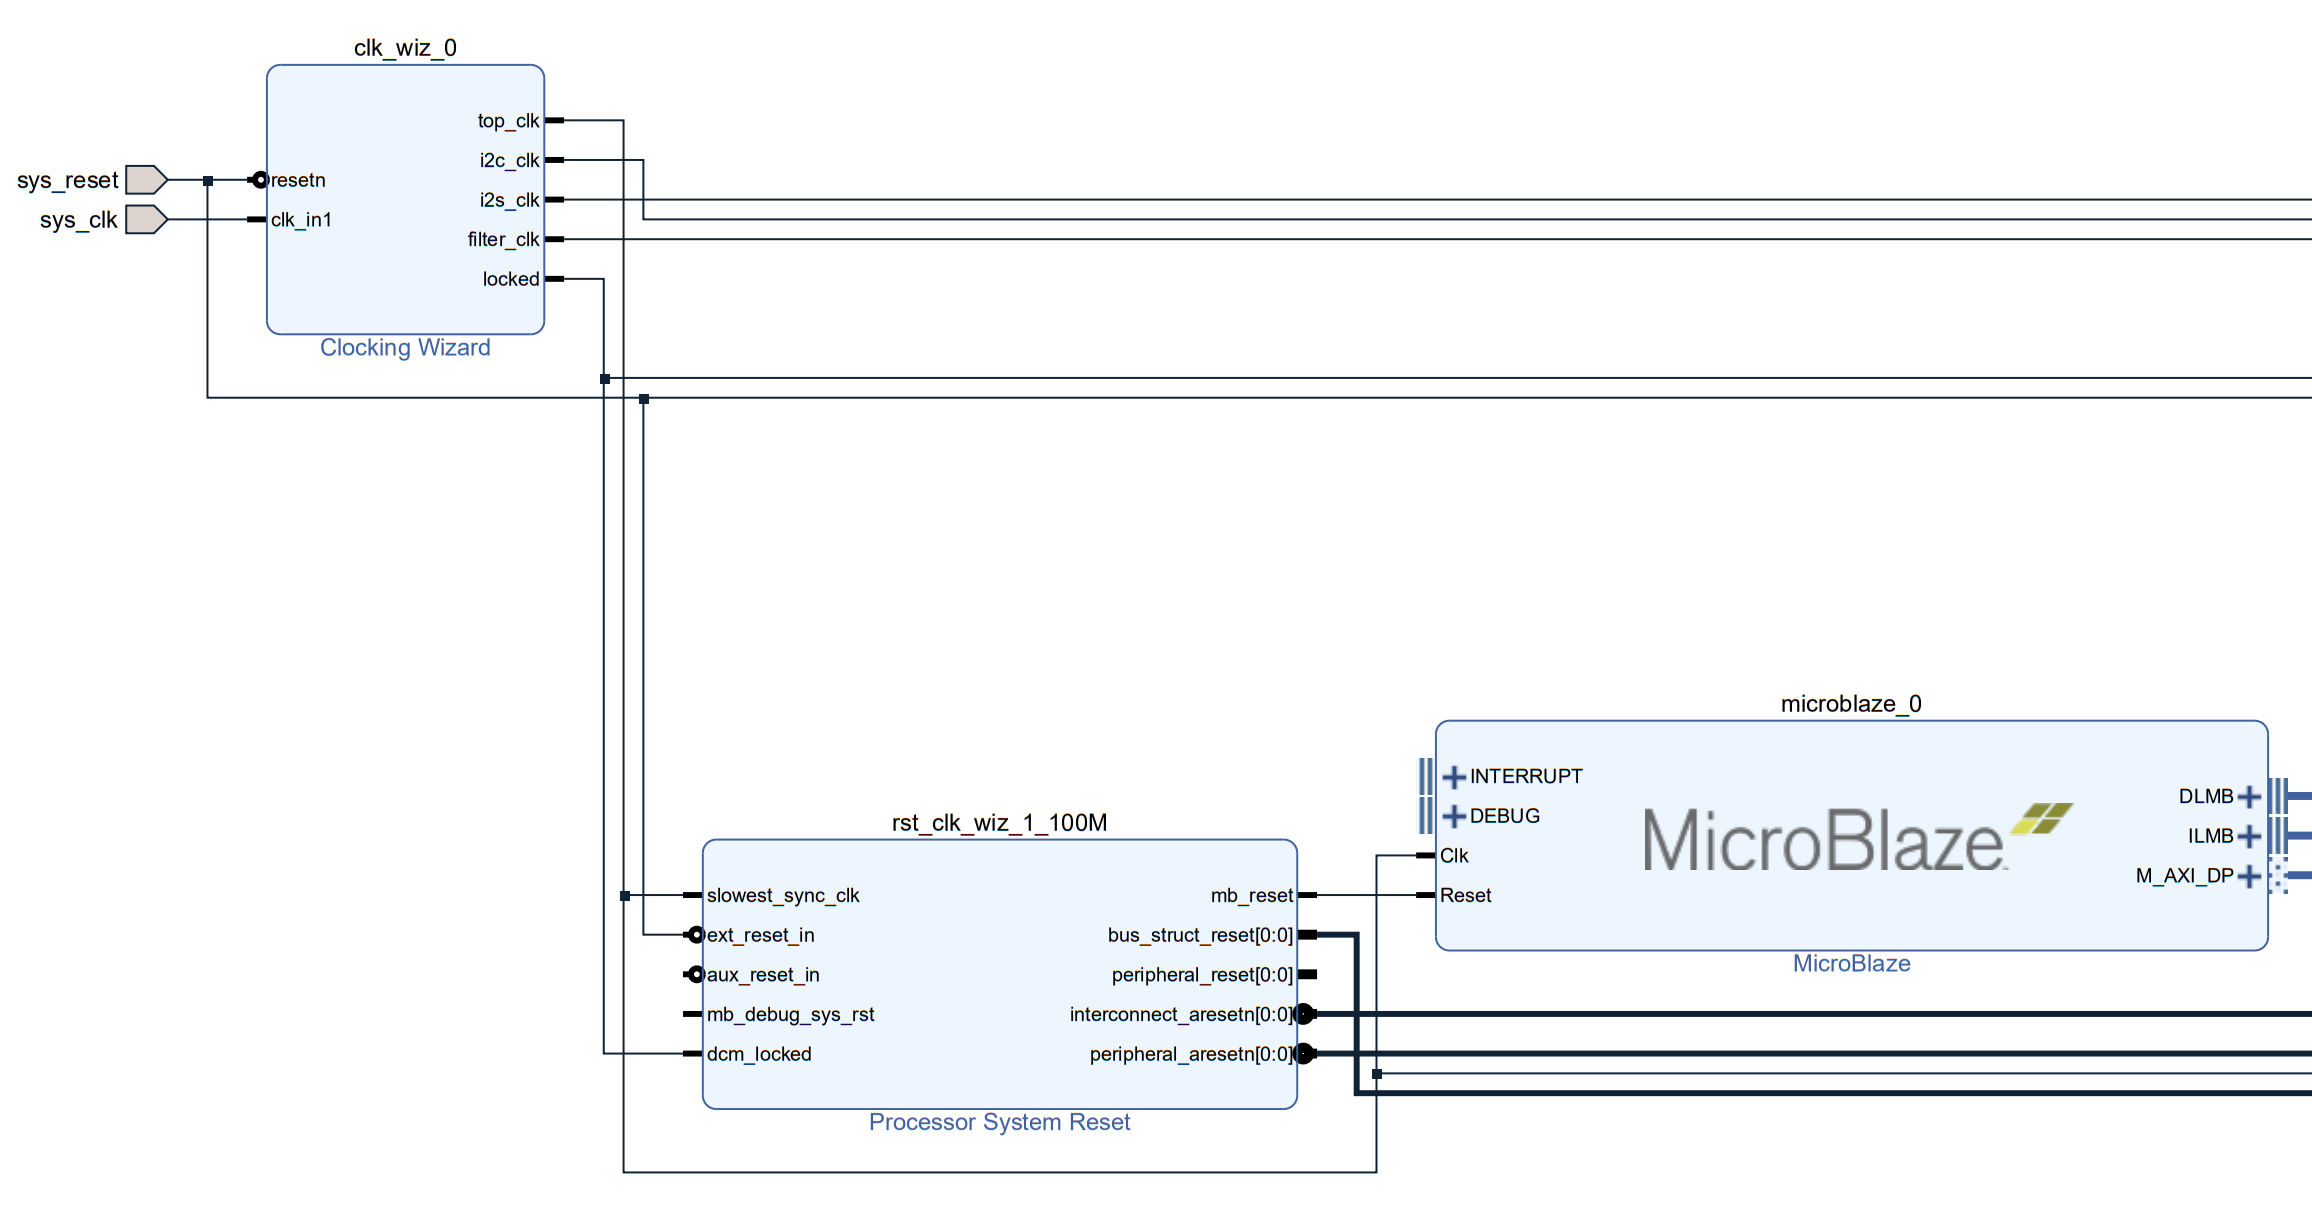 clk_wiz_0
top_clk
i2c_clk
sys_reset
resetn
i2s_clk
sys_clk
clk_in1
filter_clk
locked
Clocking Wizard
microblaze_0
INTERRUPT
DEBUG
Clk
Reset
MicroBlaze
DLMB
ILMB
M_AXI_DP
MicroBlaze
rst_clk_wiz_1_100M
slowest_sync_clk
ext_reset_in
aux_reset_in
mb_debug_sys_rst
dcm_locked
mb_reset
bus_struct_reset[0:0]
peripheral_reset[0:0]
interconnect_aresetn[0:0]
peripheral_aresetn[0:0]
Processor System Reset